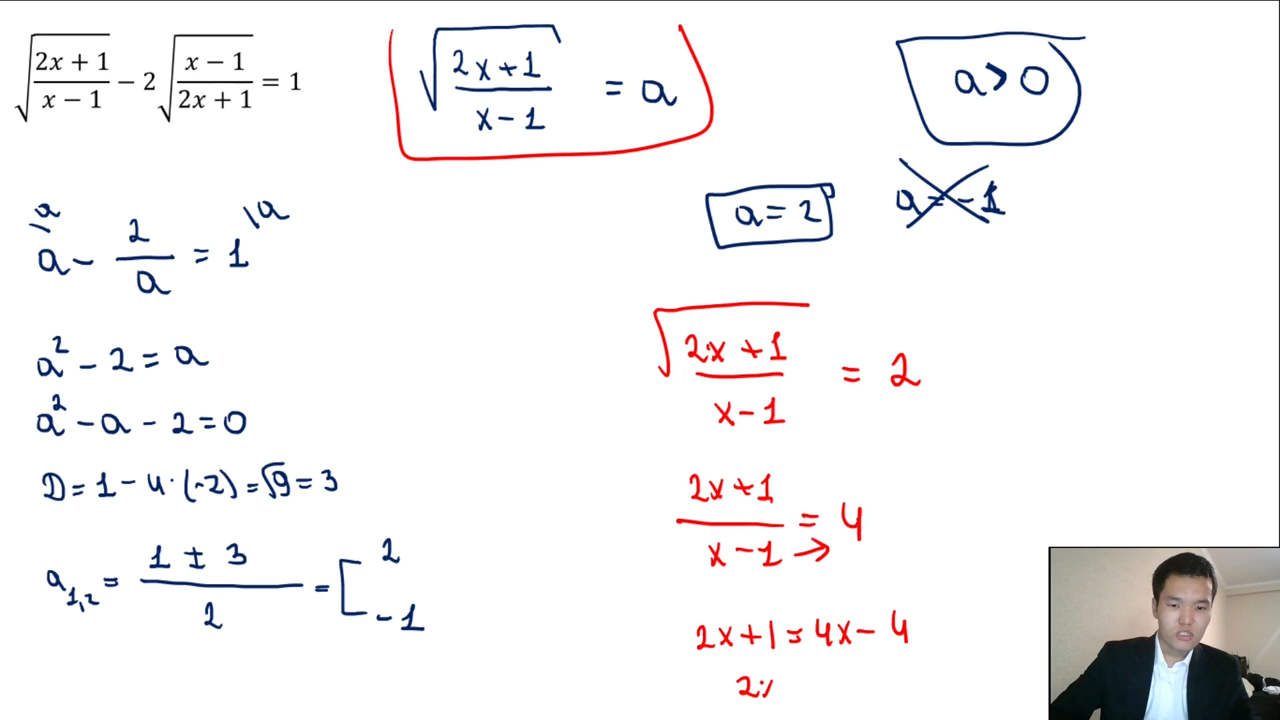 √((2x + 1)/(x − 1)) − 2√((x − 1)/(2x + 1)) = 1
√((2x+1)/(x−1)) = a
a > 0
a = 2
a = −1
\a a − 2/a = 1 \a
a² − 2 = a
a² − a − 2 = 0
D = 1 − 4·(−2) = √9 = 3
a₁,₂ = (1 ± 3)/2 = [ 2
−1
√((2x+1)/(x−1)) = 2
(2x+1)/(x−1) = 4
→
2x+1 = 4x − 4
2x